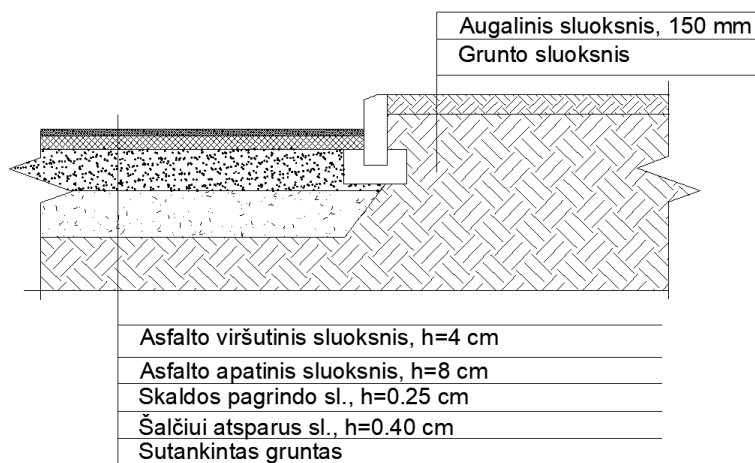 Augalinis sluoksnis, 150 mm
Grunto sluoksnis
Asfalto viršutinis sluoksnis, h=4 cm
Asfalto apatinis sluoksnis, h=8 cm
Skaldos pagrindo sl., h=0.25 cm
Šalčiui atsparus sl., h=0.40 cm
Sutankintas gruntas